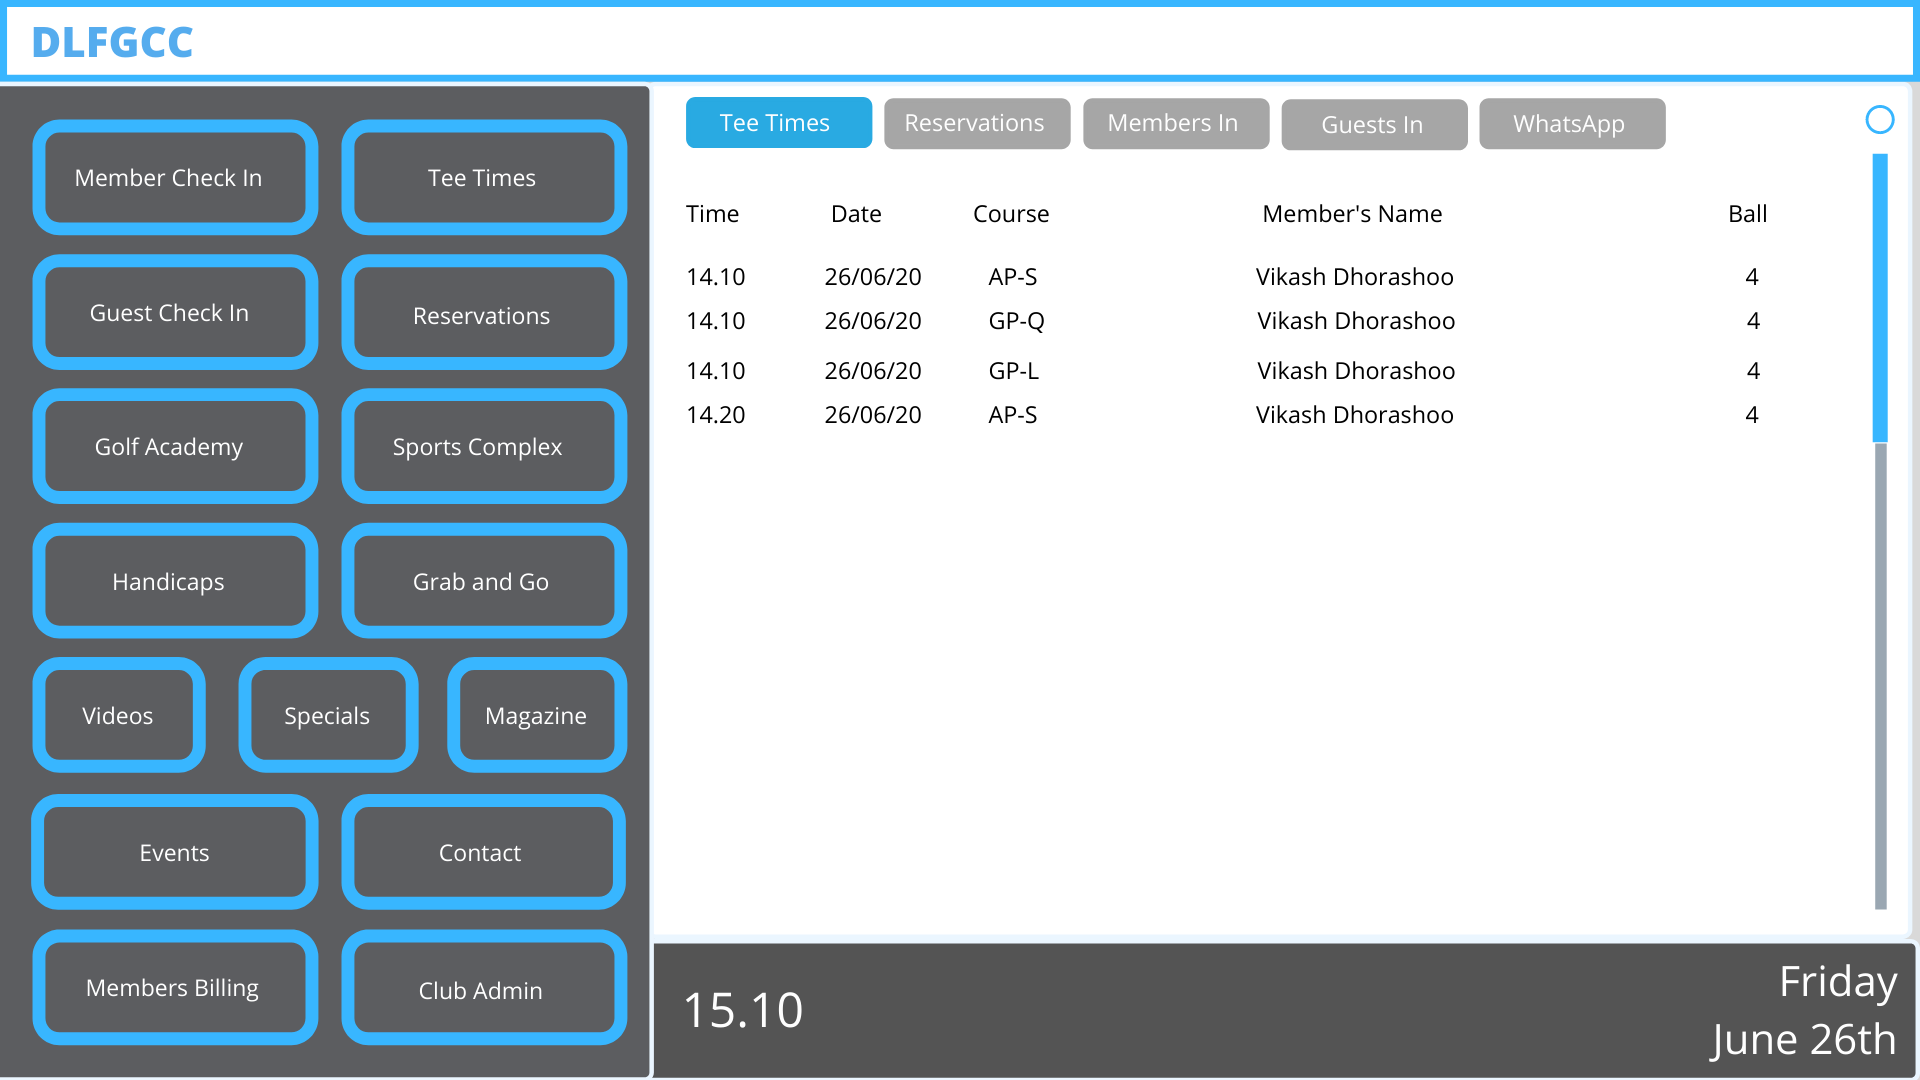 DLFGCC
Member Check In
Tee Times
Guest Check In
Reservations
Golf Academy
Sports Complex
Handicaps
Grab and Go
Videos
Specials
Magazine
Events
Contact
Members Billing
Club Admin
Tee Times
Reservations
Members In
Guests In
WhatsApp
Time Date Course Member's Name Ball
14.10 26/06/20 AP-S Vikash Dhorashoo 4
14.10 26/06/20 GP-Q Vikash Dhorashoo 4
14.10 26/06/20 GP-L Vikash Dhorashoo 4
14.20 26/06/20 AP-S Vikash Dhorashoo 4
15.10
Friday
June 26th